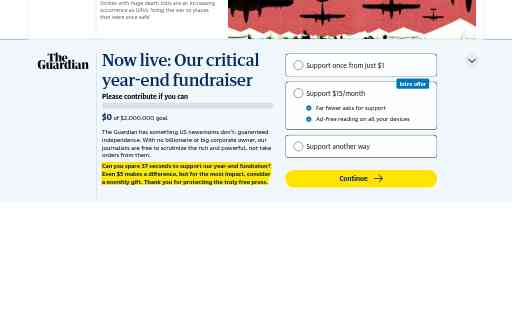 Strikes with huge death tolls are an increasing
occurrence as UAVs 'bring the war to places
that were once safe'
The Guardian
Now live: Our critical
year-end fundraiser
Please contribute if you can
$0 of $2,000,000 goal
The Guardian has something US newsrooms don't: guaranteed
independence. With no billionaire or big corporate owner, our
journalists are free to scrutinize the rich and powerful, not take
orders from them.
Can you spare 37 seconds to support our year-end fundraiser?
Even $5 makes a difference, but for the most impact, consider
a monthly gift. Thank you for protecting the truly free press.
Support once from just $1
Intro offer
Support $15/month
Far fewer asks for support
Ad-free reading on all your devices
Support another way
Continue